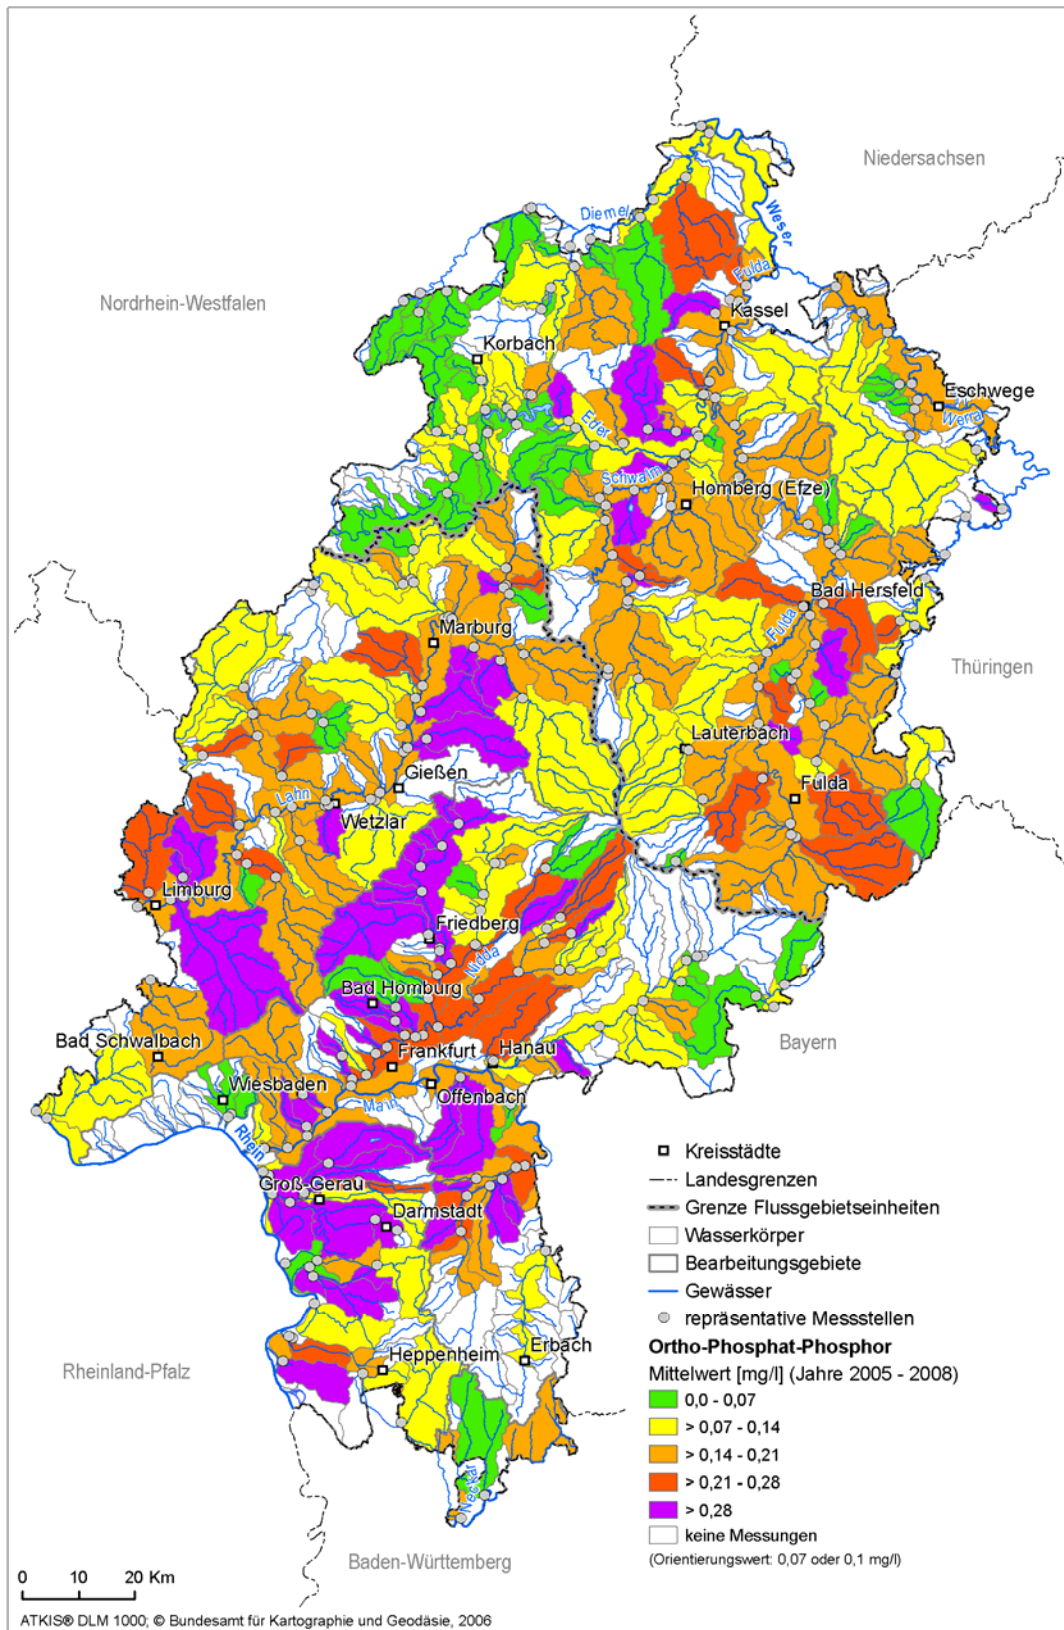 Niedersachsen
Diemel
Weser
Nordrhein-Westfalen
Fulda
Kassel
Korbach
Eschwege
Werra
Eder
Schwalm
Homberg (Efze)
Bad Hersfeld
Fulda
Marburg
Thüringen
Lauterbach
Gießen
Fulda
Lahn
Wetzlar
Limburg
Friedberg
Nidda
Bad Homburg
Bayern
Bad Schwalbach
Frankfurt
Hanau
Wiesbaden
Offenbach
Main
Rhein
Groß-Gerau
Darmstadt
Erbach
Heppenheim
Rheinland-Pfalz
Neckar
Baden-Württemberg
Kreisstädte
Landesgrenzen
Grenze Flussgebietseinheiten
Wasserkörper
Bearbeitungsgebiete
Gewässer
repräsentative Messstellen
Ortho-Phosphat-Phosphor
Mittelwert [mg/l] (Jahre 2005 - 2008)
0,0 - 0,07
> 0,07 - 0,14
> 0,14 - 0,21
> 0,21 - 0,28
> 0,28
keine Messungen
(Orientierungswert: 0,07 oder 0,1 mg/l)
0 10 20 Km
ATKIS® DLM 1000; © Bundesamt für Kartographie und Geodäsie, 2006